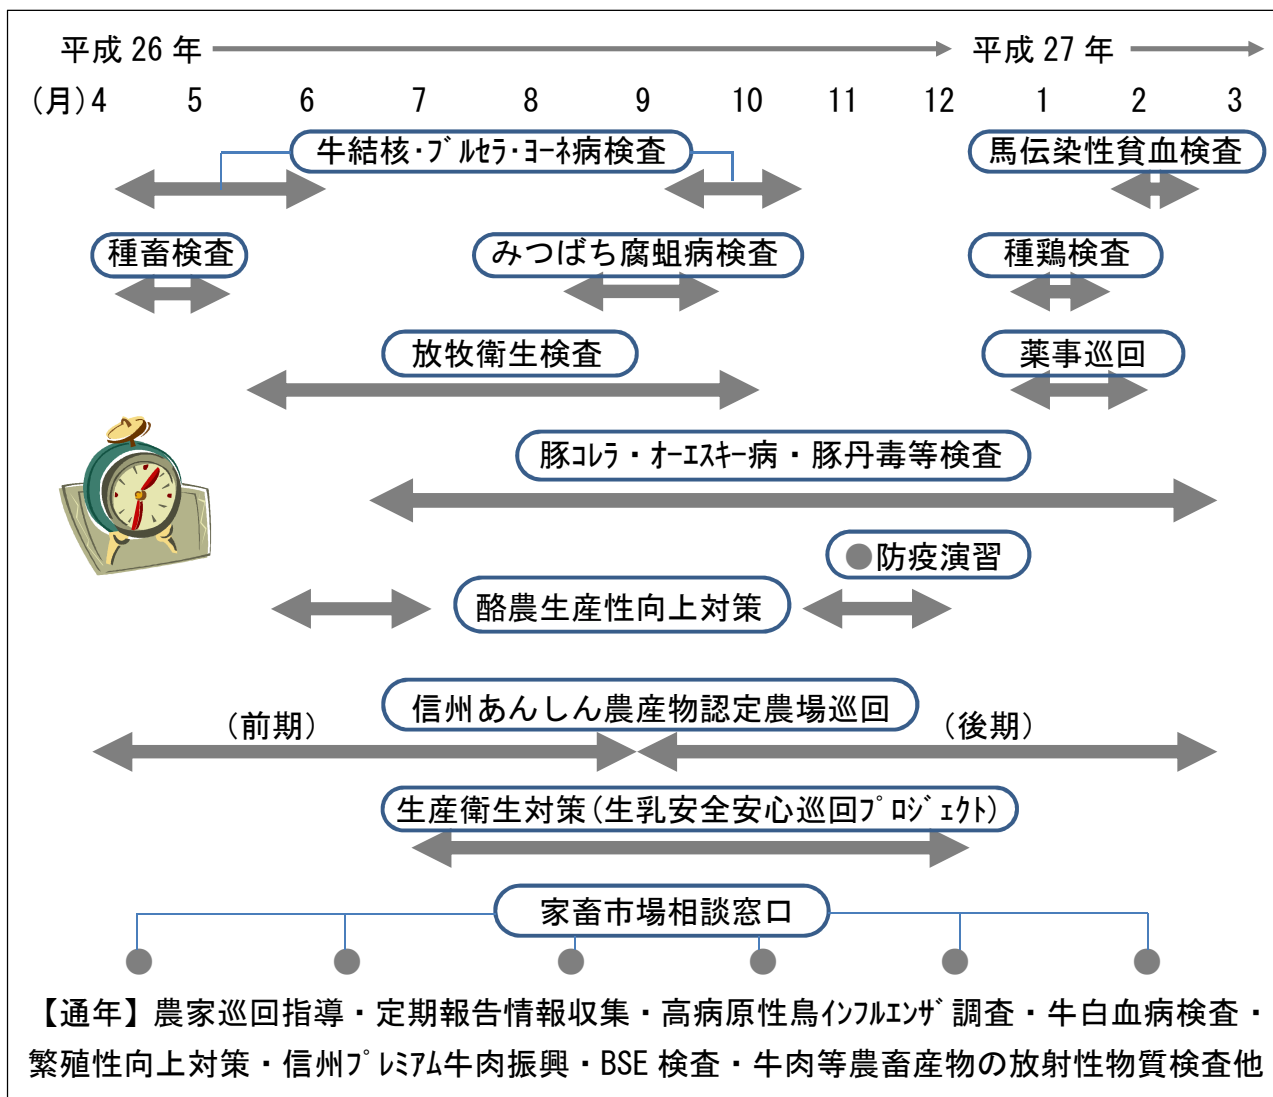 平成 26 年 平成 27 年
(月) 4 5 6 7 8 9 10 11 12 1 2 3
牛結核・ブルセラ・ヨーネ病検査 馬伝染性貧血検査
種畜検査 みつばち腐蛆病検査 種鶏検査
放牧衛生検査 薬事巡回
豚コレラ・オーエスキー病・豚丹毒等検査
●防疫演習
酪農生産性向上対策
信州あんしん農産物認定農場巡回
(前期) (後期)
生産衛生対策(生乳安全安心巡回プロジェクト)
家畜市場相談窓口
【通年】農家巡回指導・定期報告情報収集・高病原性鳥インフルエンザ調査・牛白血病検査・
繁殖性向上対策・信州プレミアム牛肉振興・BSE 検査・牛肉等農畜産物の放射性物質検査他